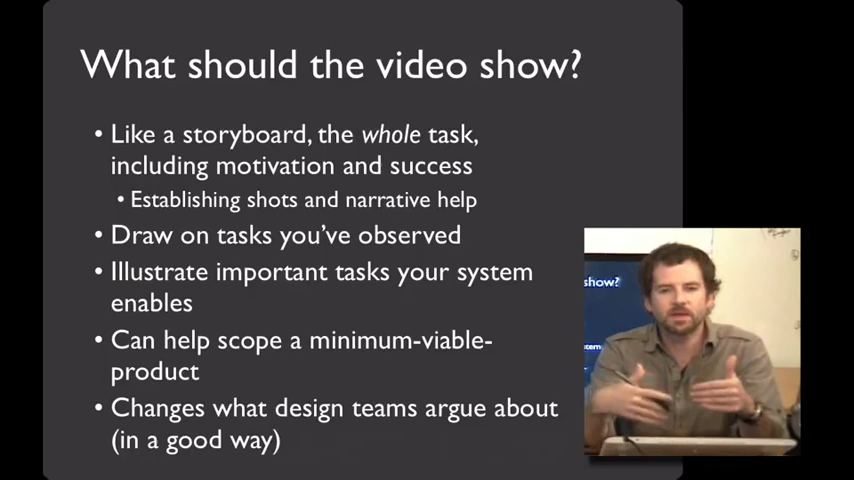 What should the video show?
• Like a storyboard, the whole task,
including motivation and success
• Establishing shots and narrative help
• Draw on tasks you've observed
• Illustrate important tasks your system
enables
• Can help scope a minimum-viable-
product
• Changes what design teams argue about
(in a good way)
show?
stem